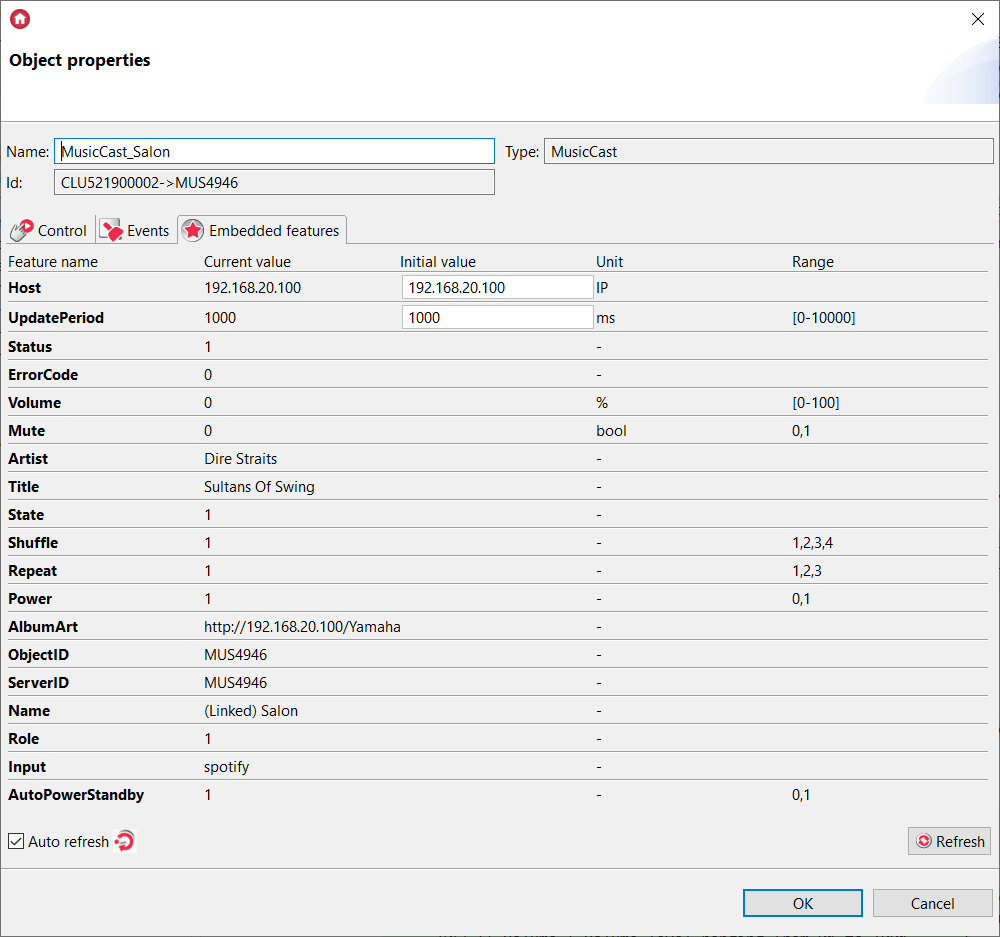 Object properties
Name: MusicCast_Salon Type: MusicCast
Id: CLU521900002->MUS4946
Control Events Embedded features
Feature name Current value Initial value Unit Range
Host 192.168.20.100 192.168.20.100 IP
UpdatePeriod 1000 1000 ms [0-10000]
Status 1 -
ErrorCode 0 -
Volume 0 % [0-100]
Mute 0 bool 0,1
Artist Dire Straits -
Title Sultans Of Swing -
State 1 -
Shuffle 1 - 1,2,3,4
Repeat 1 - 1,2,3
Power 1 - 0,1
AlbumArt http://192.168.20.100/Yamaha -
ObjectID MUS4946 -
ServerID MUS4946 -
Name (Linked) Salon -
Role 1 -
Input spotify -
AutoPowerStandby 1 - 0,1
Auto refresh Refresh
OK Cancel